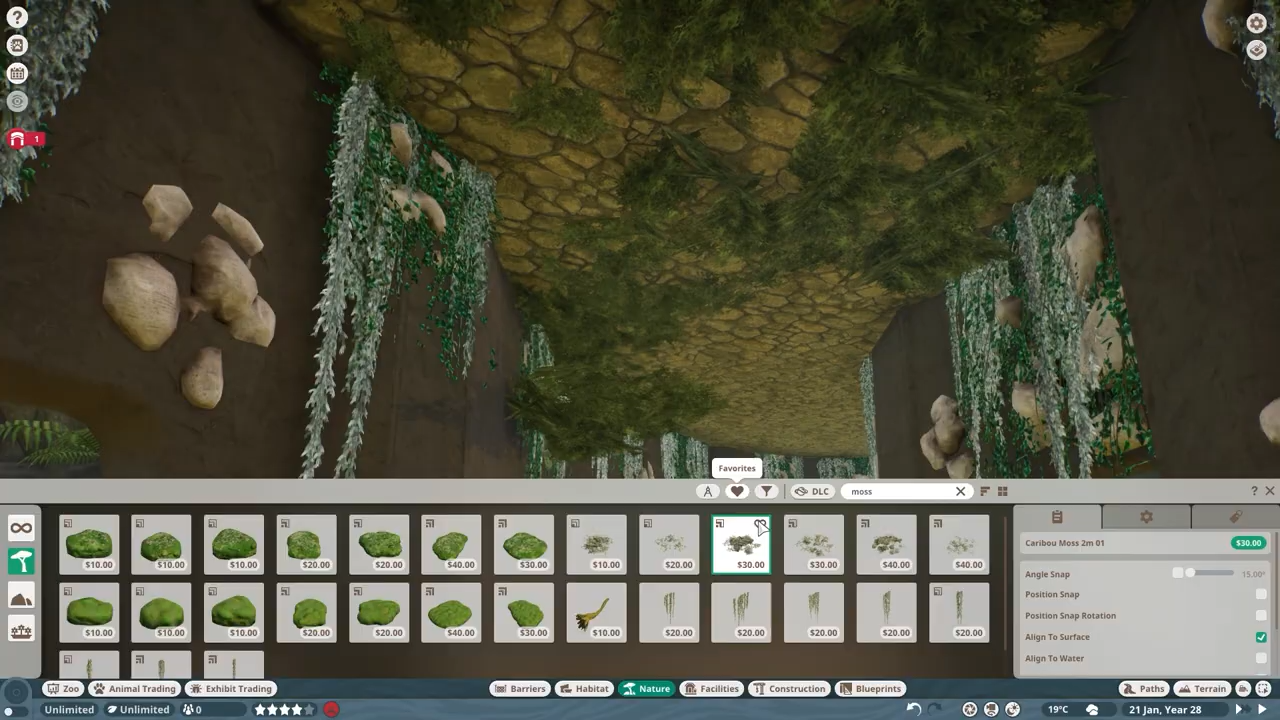 ?
1
Favorites
DLC
moss
?
$10.00 $10.00 $10.00 $20.00 $20.00 $40.00 $30.00 $10.00 $20.00 $30.00 $30.00 $40.00 $40.00
$10.00 $10.00 $10.00 $20.00 $20.00 $40.00 $30.00 $10.00 $20.00 $20.00 $20.00 $20.00 $20.00
Caribou Moss 2m 01 $30.00
Angle Snap 15.00°
Position Snap
Position Snap Rotation
Align To Surface
Align To Water
Zoo Animal Trading Exhibit Trading Barriers Habitat Nature Facilities Construction Blueprints Paths Terrain
Unlimited Unlimited 0 19°C 21 Jan, Year 28